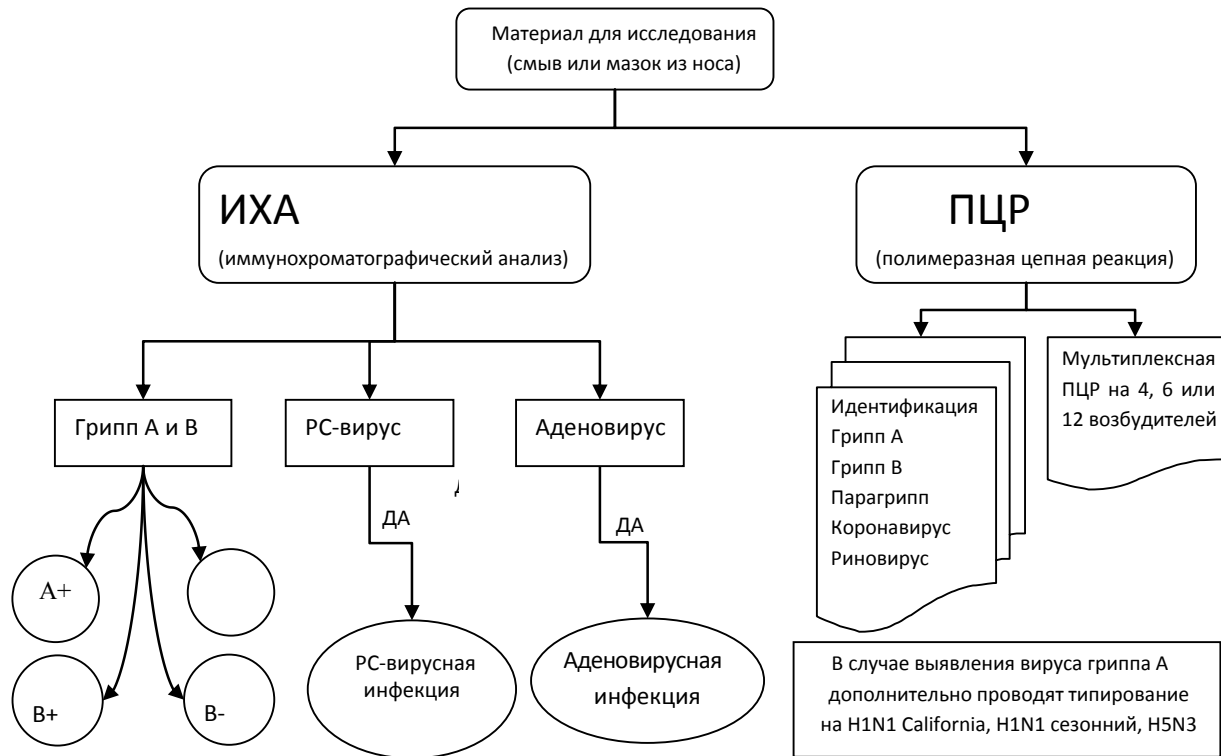 Материал для исследования
(смыв или мазок из носа)
ИХА
(иммунохроматографический анализ)
ПЦР
(полимеразная цепная реакция)
Грипп А и В
РС-вирус
Аденовирус
ДА
ДА
А+
В+
В-
РС-вирусная
инфекция
Аденовирусная
инфекция
Идентификация
Грипп А
Грипп В
Парагрипп
Коронавирус
Риновирус
Мультиплексная
ПЦР на 4, 6 или
12 возбудителей
В случае выявления вируса гриппа А
дополнительно проводят типирование
на H1N1 California, H1N1 сезонний, H5N3